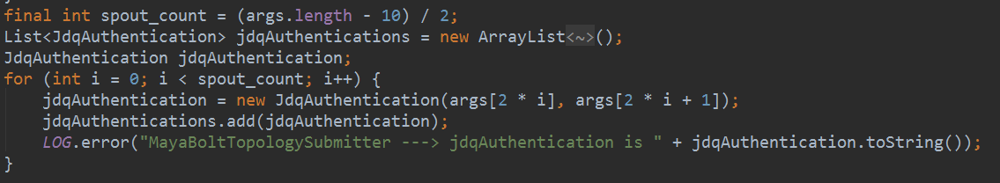 final int spout_count = (args.length - 10) / 2;
List<JdqAuthentication> jdqAuthentications = new ArrayList<~>();
JdqAuthentication jdqAuthentication;
for (int i = 0; i < spout_count; i++) {
    jdqAuthentication = new JdqAuthentication(args[2 * i], args[2 * i + 1]);
    jdqAuthentications.add(jdqAuthentication);
    LOG.error("MayaBoltTopologySubmitter ---> jdqAuthentication is " + jdqAuthentication.toString());
}